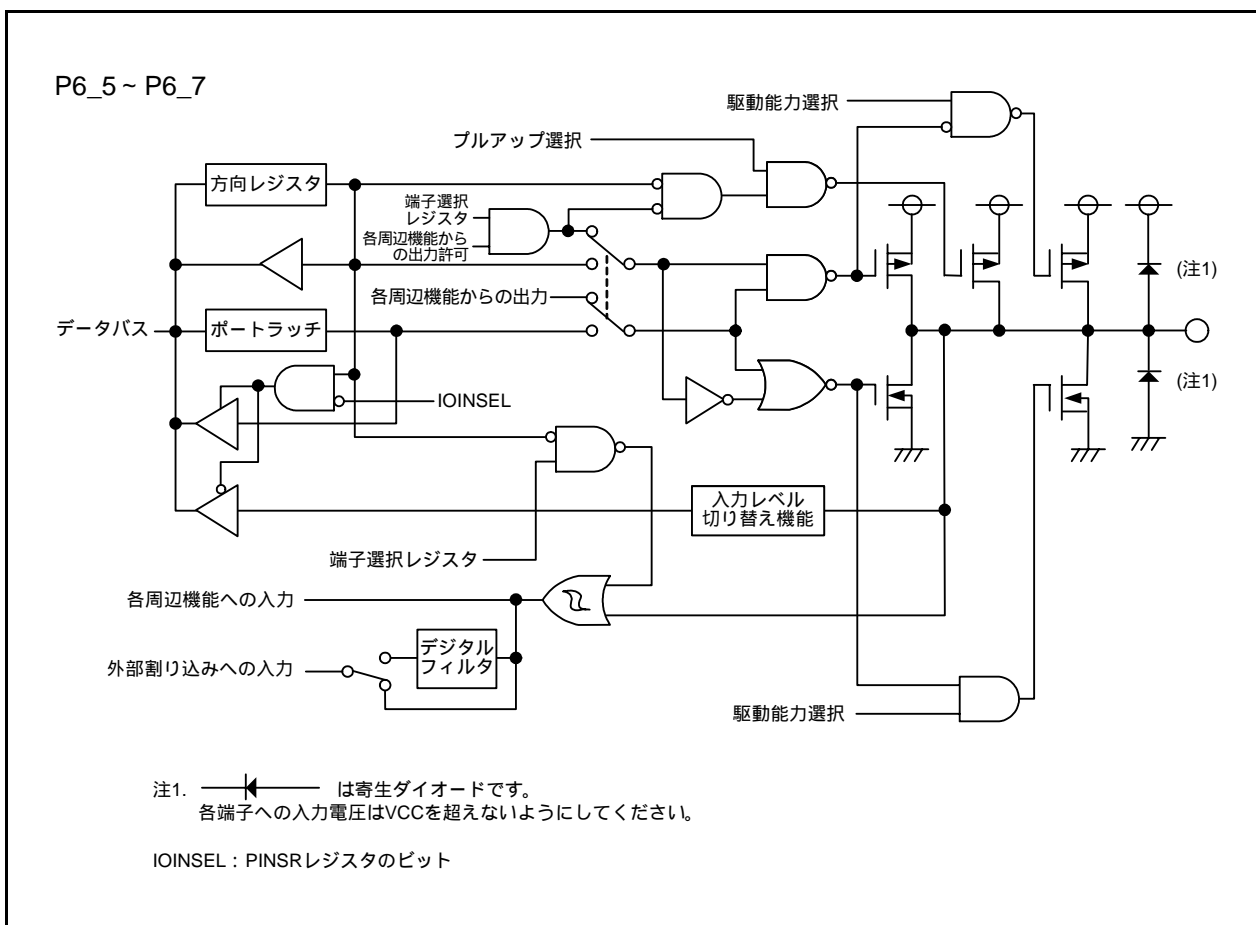 P6_5 ~ P6_7
駆動能力選択
プルアップ選択
方向レジスタ
端子選択
レジスタ
各周辺機能から
の出力許可
各周辺機能からの出力
データバス
ポートラッチ
(注1)
(注1)
IOINSEL
入力レベル
切り替え機能
端子選択レジスタ
各周辺機能への入力
デジタル
フィルタ
外部割り込みへの入力
駆動能力選択
注1. は寄生ダイオードです。
各端子への入力電圧はVCCを超えないようにしてください。
IOINSEL：PINSRレジスタのビット